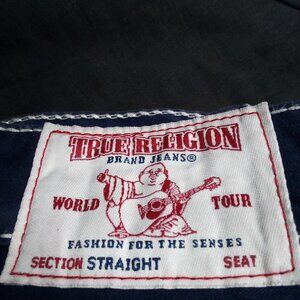 TRUE RELIGION
BRAND JEANS®
WORLD TOUR
FASHION FOR THE SENSES
SECTION STRAIGHT SEAT